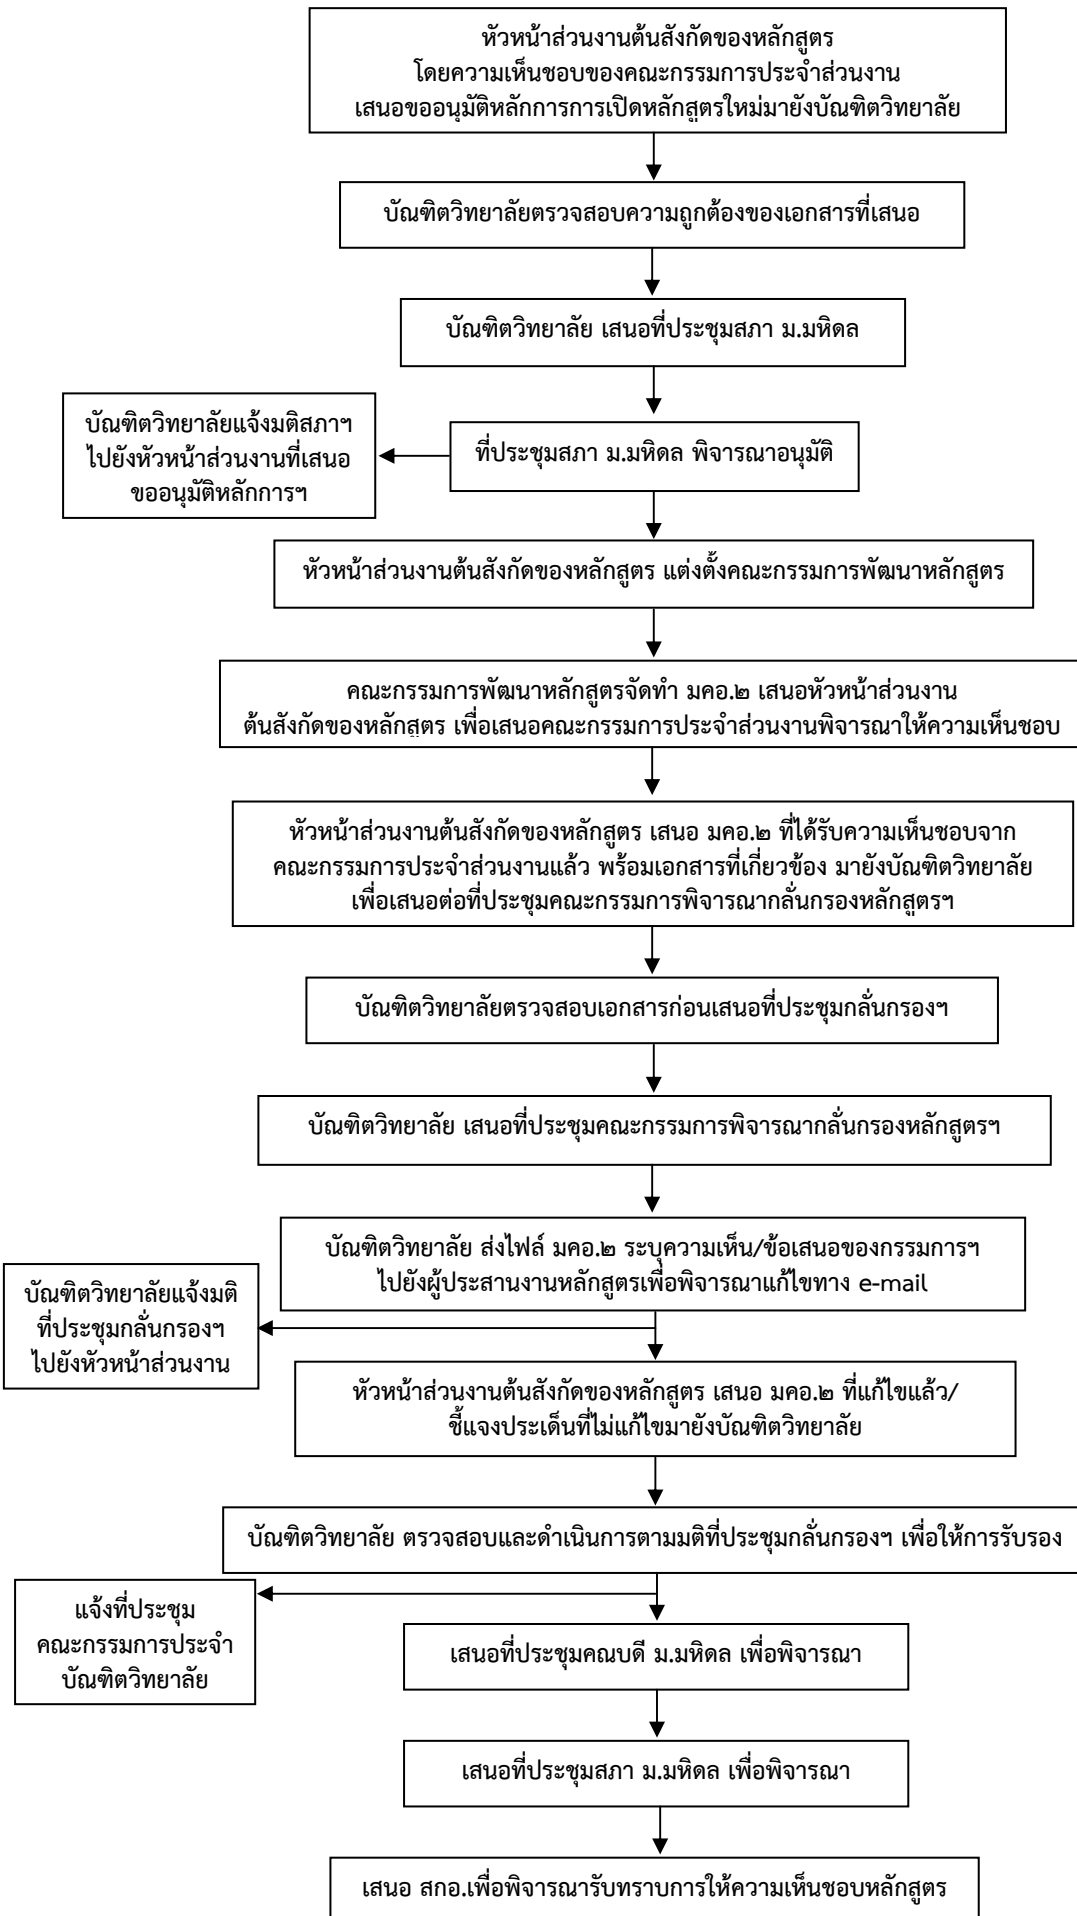 หัวหน้าส่วนงานต้นสังกัดของหลักสูตร
โดยความเห็นชอบของคณะกรรมการประจำส่วนงาน
เสนอขออนุมัติหลักการการเปิดหลักสูตรใหม่มายังบัณฑิตวิทยาลัย
บัณฑิตวิทยาลัยตรวจสอบความถูกต้องของเอกสารที่เสนอ
บัณฑิตวิทยาลัย เสนอที่ประชุมสภา ม.มหิดล
ที่ประชุมสภา ม.มหิดล พิจารณาอนุมัติ
บัณฑิตวิทยาลัยแจ้งมติสภาฯ
ไปยังหัวหน้าส่วนงานที่เสนอ
ขออนุมัติหลักการฯ
หัวหน้าส่วนงานต้นสังกัดของหลักสูตร แต่งตั้งคณะกรรมการพัฒนาหลักสูตร
คณะกรรมการพัฒนาหลักสูตรจัดทำ มคอ.๒ เสนอหัวหน้าส่วนงาน
ต้นสังกัดของหลักสูตร เพื่อเสนอคณะกรรมการประจำส่วนงานพิจารณาให้ความเห็นชอบ
หัวหน้าส่วนงานต้นสังกัดของหลักสูตร เสนอ มคอ.๒ ที่ได้รับความเห็นชอบจาก
คณะกรรมการประจำส่วนงานแล้ว พร้อมเอกสารที่เกี่ยวข้อง มายังบัณฑิตวิทยาลัย
เพื่อเสนอต่อที่ประชุมคณะกรรมการพิจารณากลั่นกรองหลักสูตรฯ
บัณฑิตวิทยาลัยตรวจสอบเอกสารก่อนเสนอที่ประชุมกลั่นกรองฯ
บัณฑิตวิทยาลัย เสนอที่ประชุมคณะกรรมการพิจารณากลั่นกรองหลักสูตรฯ
บัณฑิตวิทยาลัย ส่งไฟล์ มคอ.๒ ระบุความเห็น/ข้อเสนอของกรรมการฯ
ไปยังผู้ประสานงานหลักสูตรเพื่อพิจารณาแก้ไขทาง e-mail
บัณฑิตวิทยาลัยแจ้งมติ
ที่ประชุมกลั่นกรองฯ
ไปยังหัวหน้าส่วนงาน
หัวหน้าส่วนงานต้นสังกัดของหลักสูตร เสนอ มคอ.๒ ที่แก้ไขแล้ว/
ชี้แจงประเด็นที่ไม่แก้ไขมายังบัณฑิตวิทยาลัย
บัณฑิตวิทยาลัย ตรวจสอบและดำเนินการตามมติที่ประชุมกลั่นกรองฯ เพื่อให้การรับรอง
แจ้งที่ประชุม
คณะกรรมการประจำ
บัณฑิตวิทยาลัย
เสนอที่ประชุมคณบดี ม.มหิดล เพื่อพิจารณา
เสนอที่ประชุมสภา ม.มหิดล เพื่อพิจารณา
เสนอ สกอ.เพื่อพิจารณารับทราบการให้ความเห็นชอบหลักสูตร